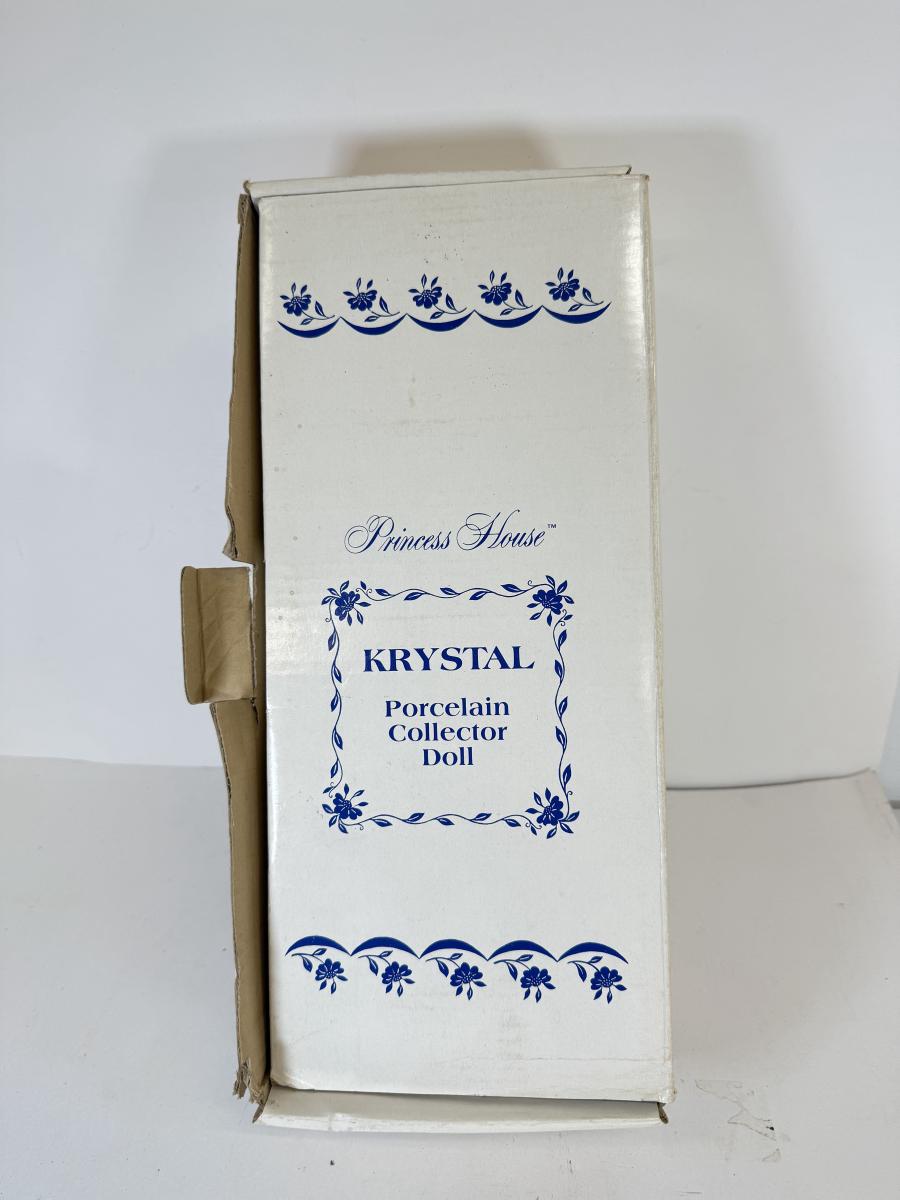 Princess House™
KRYSTAL
Porcelain
Collector
Doll